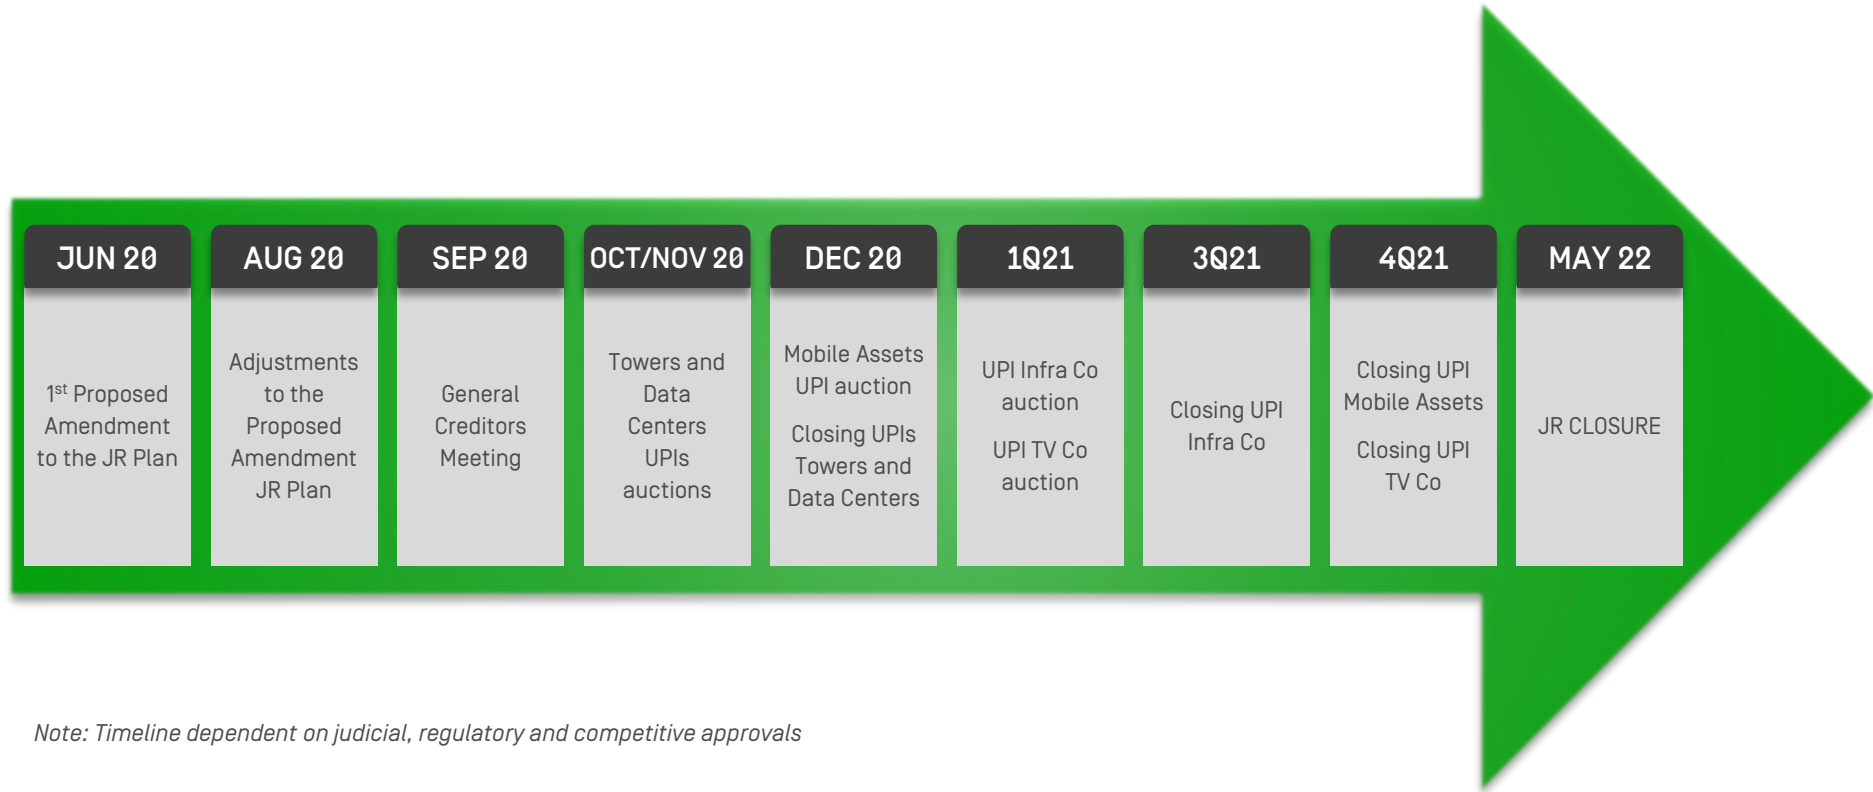 JUN 20
1st Proposed
Amendment
to the JR Plan
AUG 20
Adjustments
to the
Proposed
Amendment
JR Plan
SEP 20
General
Creditors
Meeting
OCT/NOV 20
Towers and
Data
Centers
UPIs
auctions
DEC 20
Mobile Assets
UPI auction
Closing UPIs
Towers and
Data Centers
1Q21
UPI Infra Co
auction
UPI TV Co
auction
3Q21
Closing UPI
Infra Co
4Q21
Closing UPI
Mobile Assets
Closing UPI
TV Co
MAY 22
JR CLOSURE
Note: Timeline dependent on judicial, regulatory and competitive approvals